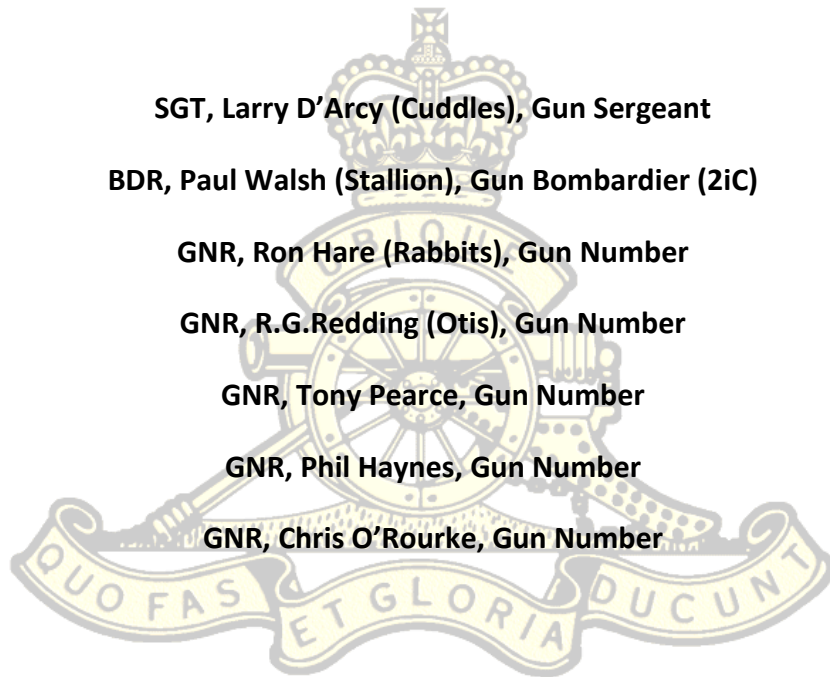 SGT, Larry D’Arcy (Cuddles), Gun Sergeant
BDR, Paul Walsh (Stallion), Gun Bombardier (2iC)
UBIQUE
GNR, Ron Hare (Rabbits), Gun Number
GNR, R.G.Redding (Otis), Gun Number
GNR, Tony Pearce, Gun Number
GNR, Phil Haynes, Gun Number
GNR, Chris O’Rourke, Gun Number
QUO FAS ET GLORIA DUCUNT